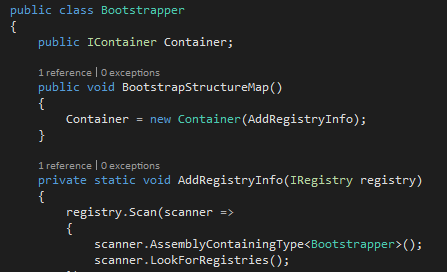 public class Bootstrapper
{
public IContainer Container;
1 reference | 0 exceptions
public void BootstrapStructureMap()
{
Container = new Container(AddRegistryInfo);
}
1 reference | 0 exceptions
private static void AddRegistryInfo(IRegistry registry)
{
registry.Scan(scanner =>
{
scanner.AssemblyContainingType<Bootstrapper>();
scanner.LookForRegistries();